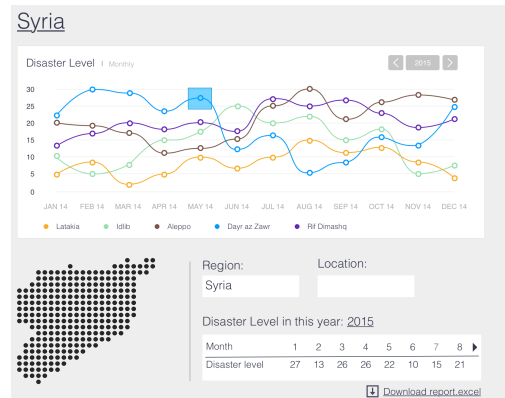 Syria
Disaster Level | Monthly
2015
30
25
20
15
10
5
0
JAN 14 FEB 14 MAR 14 APR 14 MAY 14 JUN 14 JUL 14 AUG 14 SEP 14 OCT 14 NOV 14 DEC 14
Latakia Idlib Aleppo Dayr az Zawr Rif Dimashq
Region: Location:
Syria
Disaster Level in this year: 2015
Month 1 2 3 4 5 6 7 8
Disaster level 27 13 26 26 22 10 15 21
Download report.excel